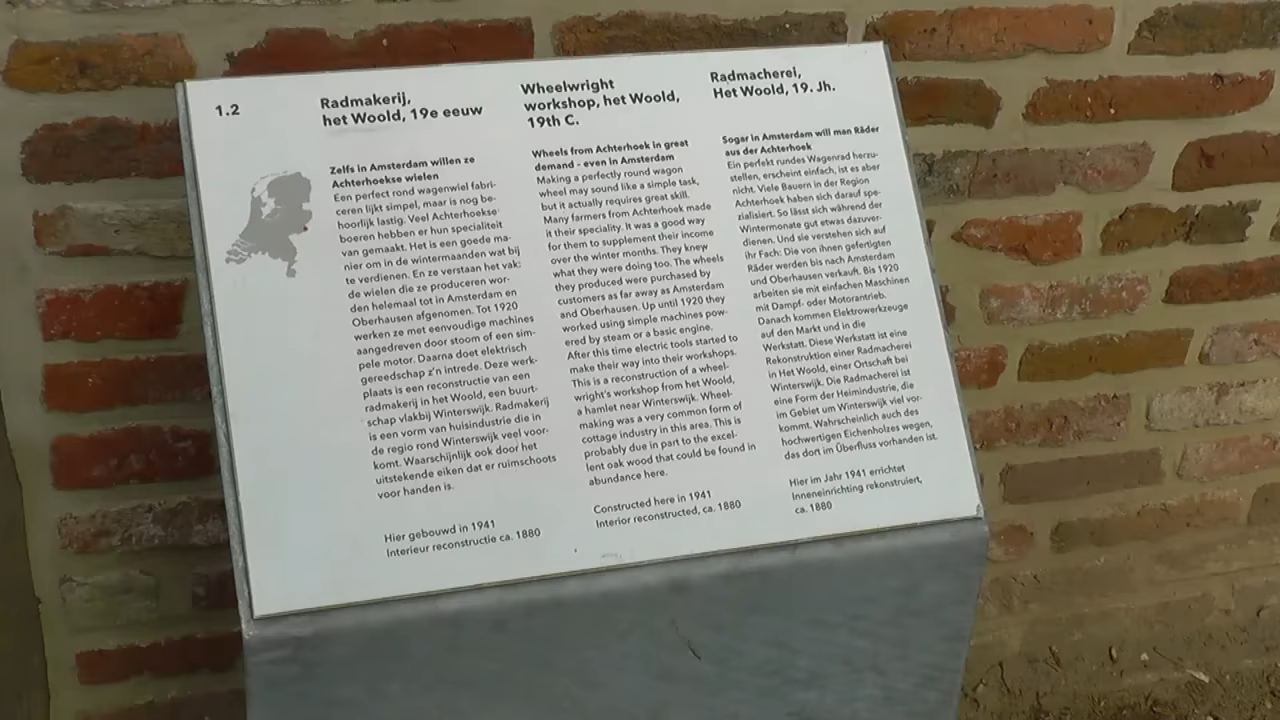 1.2
Radmakerij,
het Woold, 19e eeuw
Zelfs in Amsterdam willen ze
Achterhoekse wielen
Een perfect rond wagenwiel fabri-
ceren lijkt simpel, maar is nog be-
hoorlijk lastig. Veel Achterhoekse
boeren hebben er hun specialiteit
van gemaakt. Het is een goede ma-
nier om in de wintermaanden wat bij
te verdienen. En ze verstaan het vak:
de wielen die ze produceren wor-
den helemaal tot in Amsterdam en
Oberhausen afgenomen. Tot 1920
werken ze met eenvoudige machines
aangedreven door stoom of een sim-
pele motor. Daarna doet elektrisch
gereedschap z'n intrede. Deze werk-
plaats is een reconstructie van een
radmakerij in het Woold, een buurt-
schap vlakbij Winterswijk. Radmakerij
is een vorm van huisindustrie die in
de regio rond Winterswijk veel voor-
komt. Waarschijnlijk ook door het
uitstekende eiken dat er ruimschoots
voor handen is.
Hier gebouwd in 1941
Interieur reconstructie ca. 1880
Wheelwright
workshop, het Woold,
19th C.
Wheels from Achterhoek in great
demand - even in Amsterdam
Making a perfectly round wagon
wheel may sound like a simple task,
but it actually requires great skill.
Many farmers from Achterhoek made
it their speciality. It was a good way
for them to supplement their income
over the winter months. They knew
what they were doing too. The wheels
they produced were purchased by
customers as far away as Amsterdam
and Oberhausen. Up until 1920 they
worked using simple machines pow-
ered by steam or a basic engine.
After this time electric tools started to
make their way into their workshops.
This is a reconstruction of a wheel-
wright's workshop from het Woold,
a hamlet near Winterswijk. Wheel-
making was a very common form of
cottage industry in this area. This is
probably due in part to the excel-
lent oak wood that could be found in
abundance here.
Constructed here in 1941
Interior reconstructed, ca. 1880
Radmacherei,
Het Woold, 19. Jh.
Sogar in Amsterdam will man Räder
aus der Achterhoek
Ein perfekt rundes Wagenrad herzu-
stellen, erscheint einfach, ist es aber
nicht. Viele Bauern in der Region
Achterhoek haben sich darauf spe-
zialisiert. So lässt sich während der
Wintermonate gut etwas dazuver-
dienen. Und sie verstehen sich auf
ihr Fach: Die von ihnen gefertigten
Räder werden bis nach Amsterdam
und Oberhausen verkauft. Bis 1920
arbeiten sie mit einfachen Maschinen
mit Dampf- oder Motorantrieb.
Danach kommen Elektrowerkzeuge
auf den Markt und in die
Werkstatt. Diese Werkstatt ist eine
Rekonstruktion einer Radmacherei
in Het Woold, einer Ortschaft bei
Winterswijk. Die Radmacherei ist
eine Form der Heimindustrie, die
im Gebiet um Winterswijk viel vor-
kommt. Wahrscheinlich auch des
hochwertigen Eichenholzes wegen,
das dort im Überfluss vorhanden ist.
Hier im Jahr 1941 errichtet
Inneneinrichting rekonstruiert,
ca. 1880